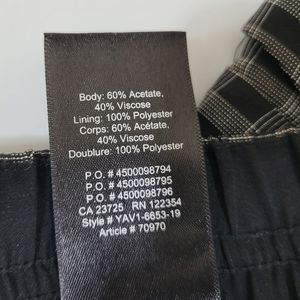 Body: 60% Acetate,
40% Viscose
Lining: 100% Polyester
Corps: 60% Acétate,
40% Viscose
Doublure: 100% Polyester
P.O. # 4500098794
P.O. # 4500098795
P.O. # 4500098796
CA 23725 RN 122354
Style # YAV1-6653-19
Article # 70970